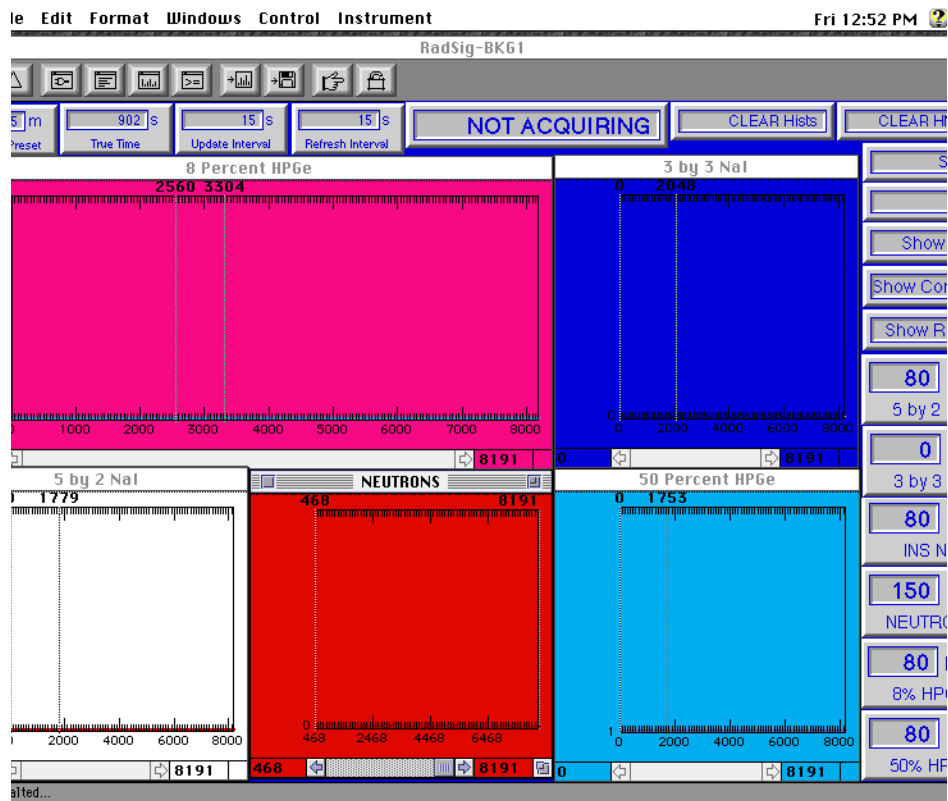 le Edit Format Windows Control Instrument Fri 12:52 PM
RadSig-BKG1
5 m 902 s 15 s 15 s NOT ACQUIRING CLEAR Hists CLEAR HN
Preset True Time Update Interval Refresh Interval
8 Percent HPGe 3 by 3 NaI S
2560 3304 0 2048
Show
Show Con
Show R
80
5 by 2
0
1000 2000 3000 4000 5000 6000 7000 8000 0 2000 4000 6000 8000
8191 0 8191
0
3 by 3
5 by 2 NaI NEUTRONS 50 Percent HPGe
1779 468 8191 0 1753
80
INS N
150
NEUTRO
80
8% HPG
0 1
2000 4000 6000 8000 468 2468 4468 6468 0 2000 4000 6000 8000
80
50% HP
8191 468 8191 0 8191
alted...